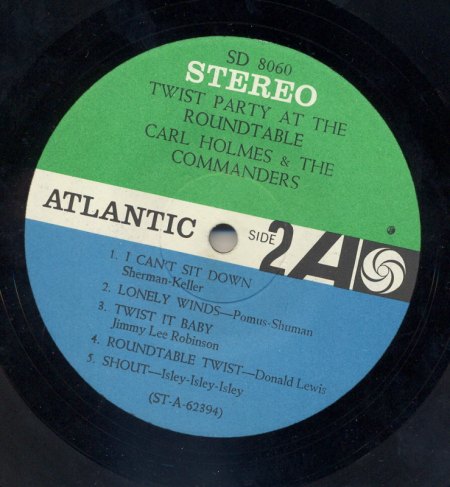 SD 8060
STEREO
TWIST PARTY AT THE
ROUNDTABLE
CARL HOLMES & THE
COMMANDERS
ATLANTIC SIDE 2 A
1. I CAN'T SIT DOWN
Sherman-Keller
2. LONELY WINDS—Pomus-Shuman
3. TWIST IT BABY
Jimmy Lee Robinson
4. ROUNDTABLE TWIST—Donald Lewis
5. SHOUT—Isley-Isley-Isley
(ST-A-62394)